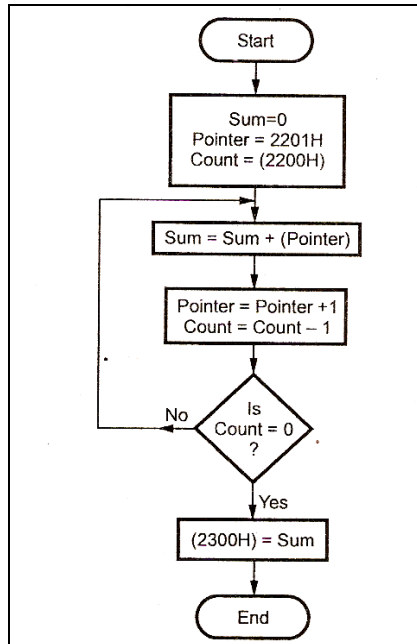 Start
Sum=0
Pointer = 2201H
Count = (2200H)
Sum = Sum + (Pointer)
Pointer = Pointer +1
Count = Count – 1
Is
Count = 0
?
No
Yes
(2300H) = Sum
End